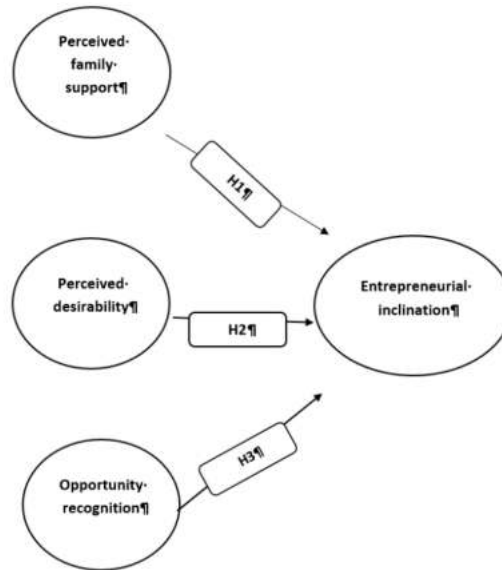 Perceived·
family·
support¶
H1¶
Perceived·
desirability¶
H2¶
Entrepreneurial·
inclination¶
H3¶
Opportunity·
recognition¶